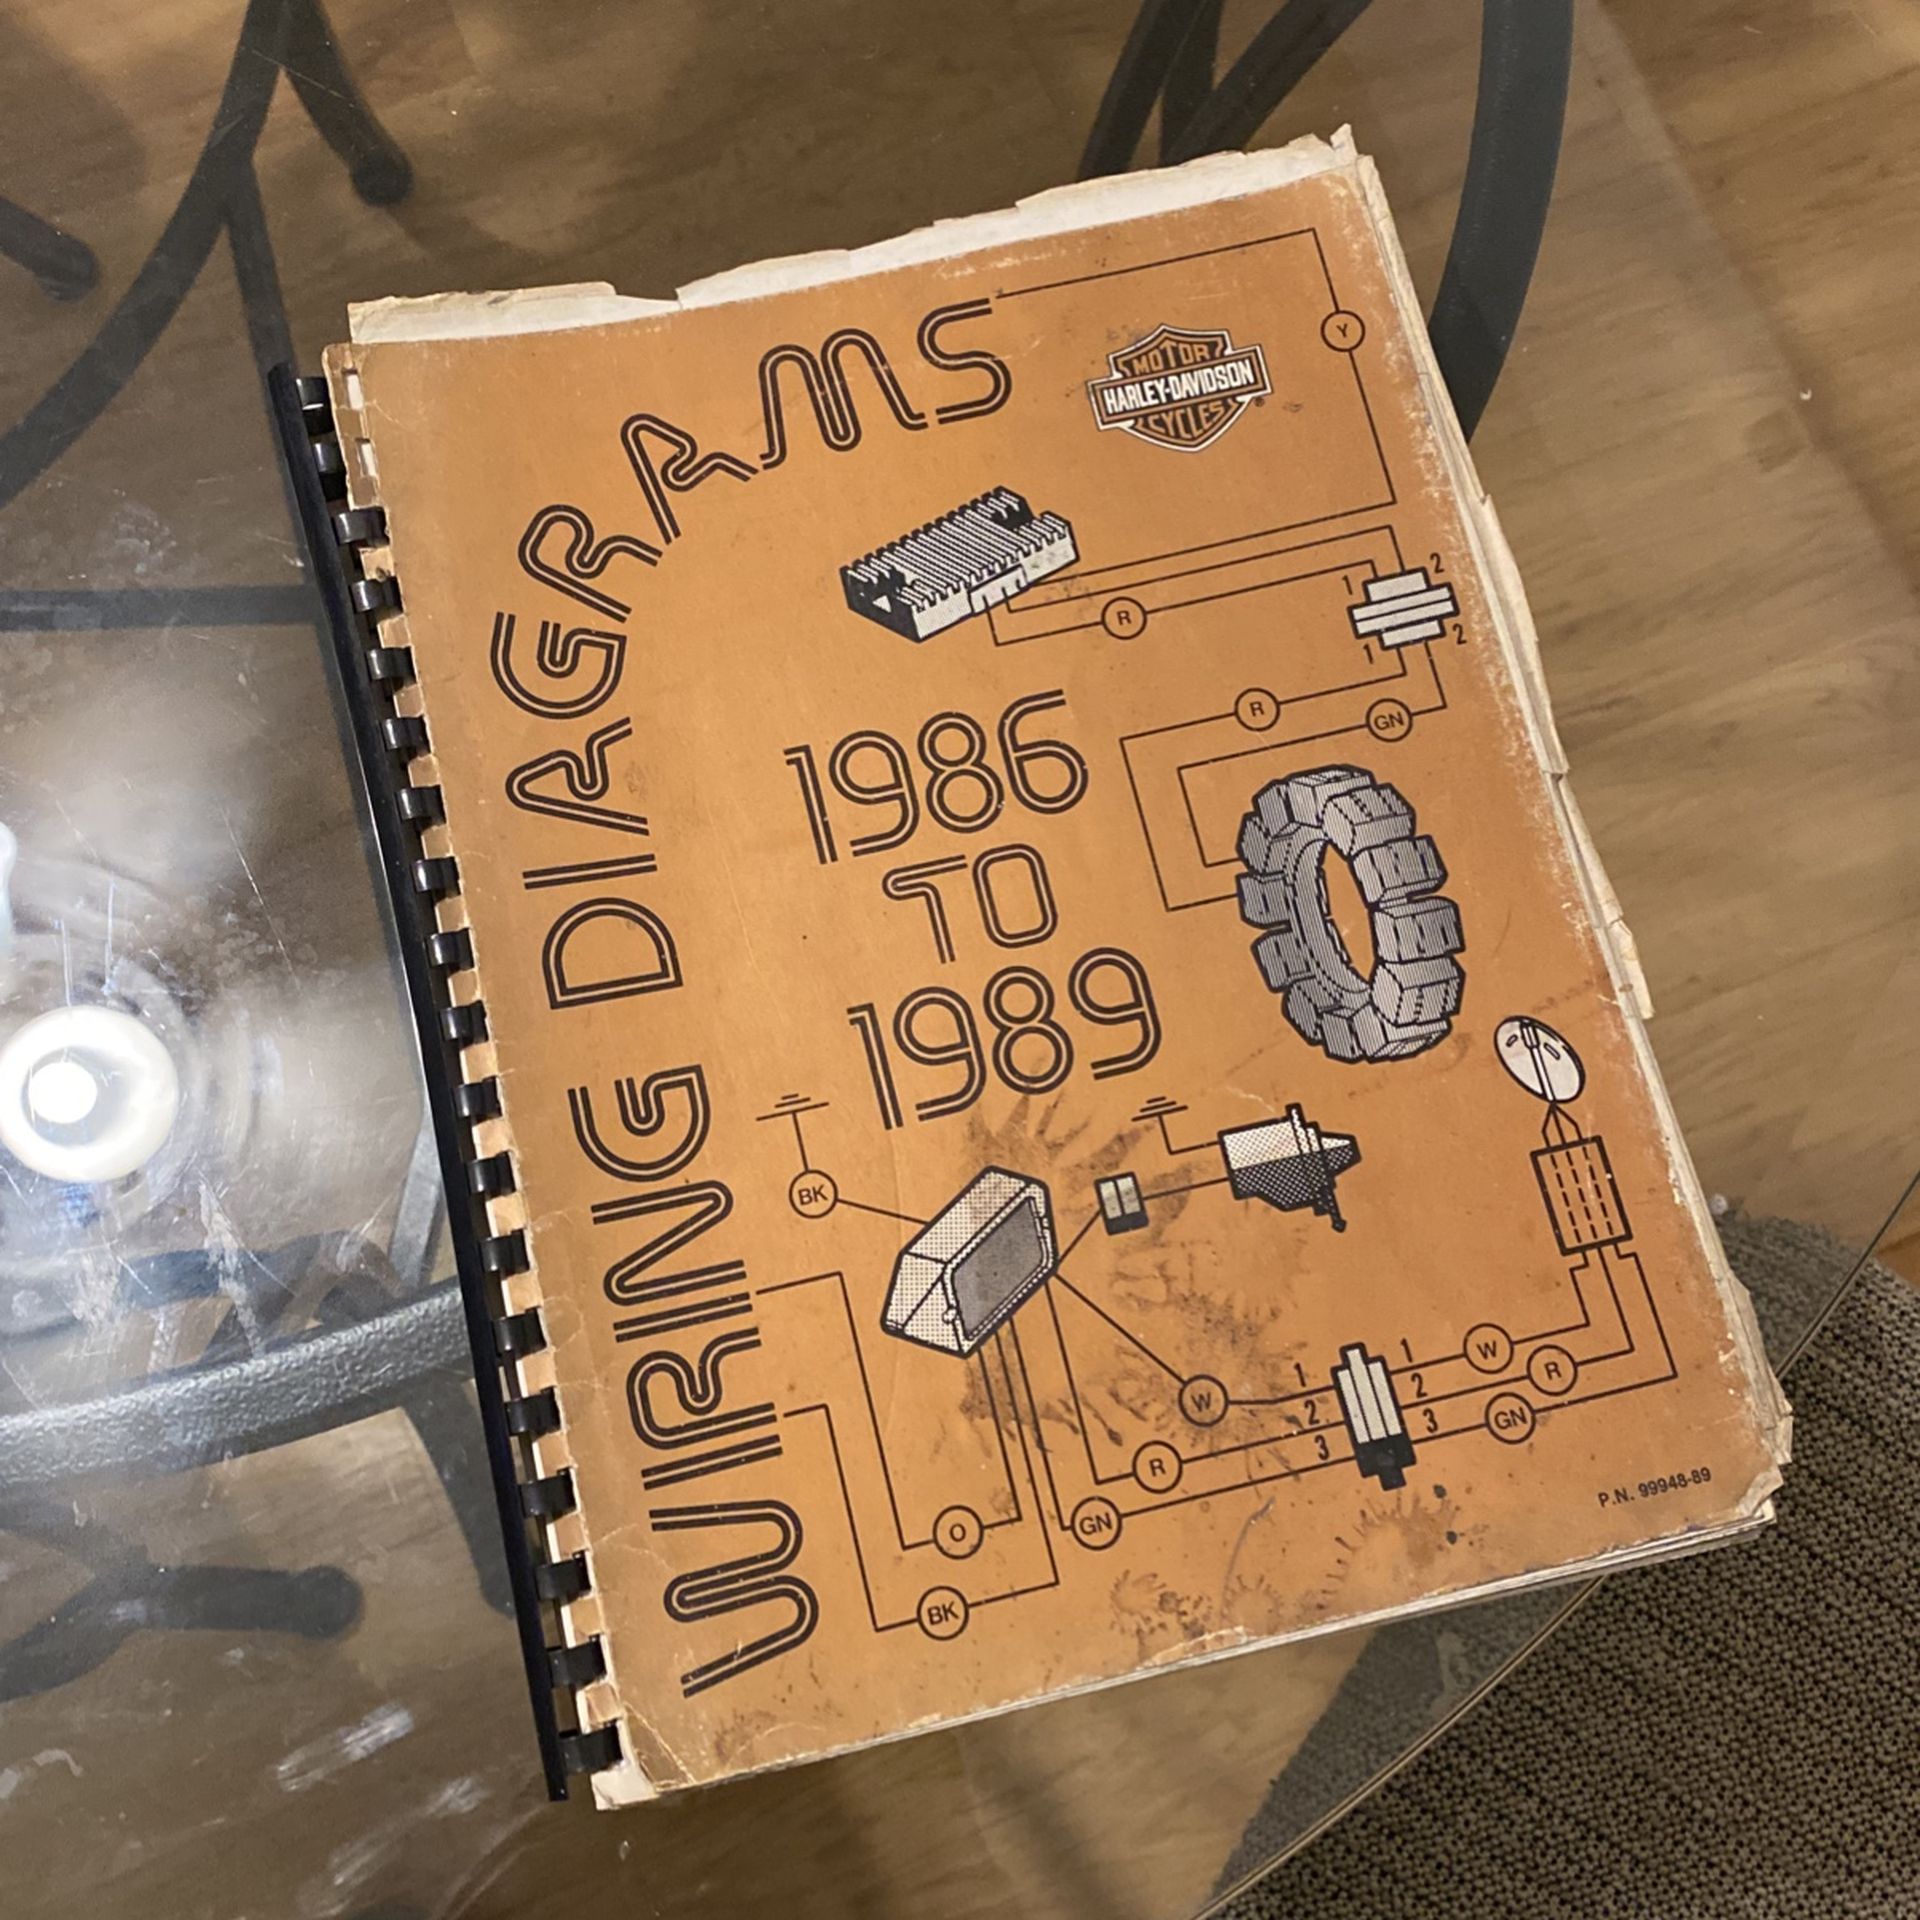 WIRING DIAGRAMS
MOTOR
HARLEY-DAVIDSON
CYCLES
®
Y
1 2
R
1 2
R
GN
1986
TO
1989
BK
W
1 1 W
2 2 R
3 3 GN
R
O
GN
BK
P.N. 99948-89